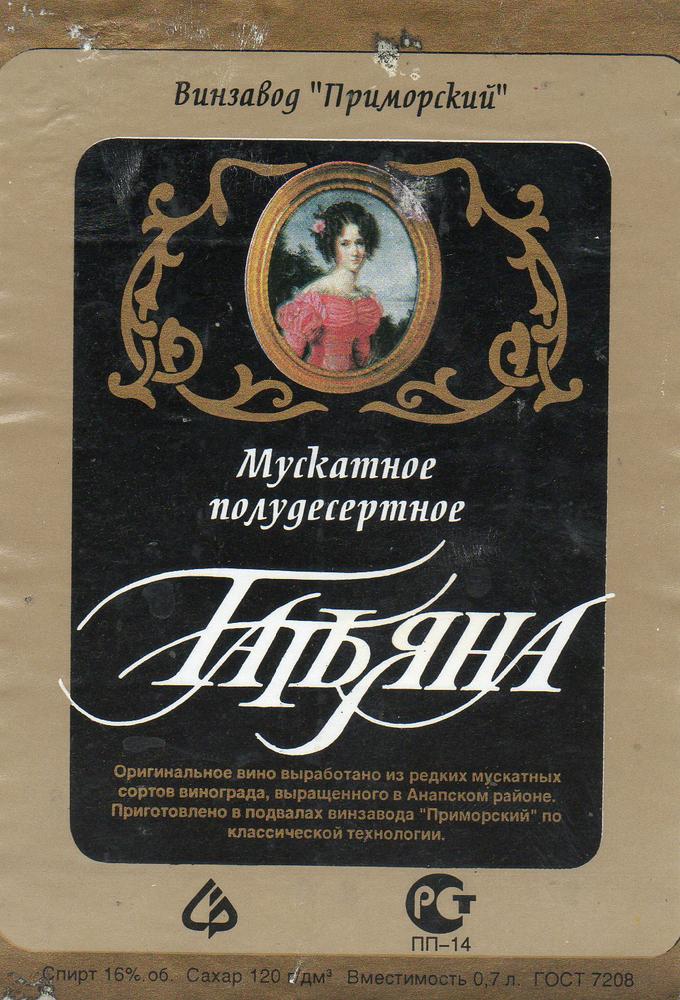 Винзавод "Приморский"
Мускатное
полудесертное
Татьяна
Оригинальное вино выработано из редких мускатных
сортов винограда, выращенного в Анапском районе.
Приготовлено в подвалах винзавода "Приморский" по
классической технологии.
РСТ
ПП-14
Спирт 16%.об. Сахар 120 г/дм³ Вместимость 0,7 л. ГОСТ 7208